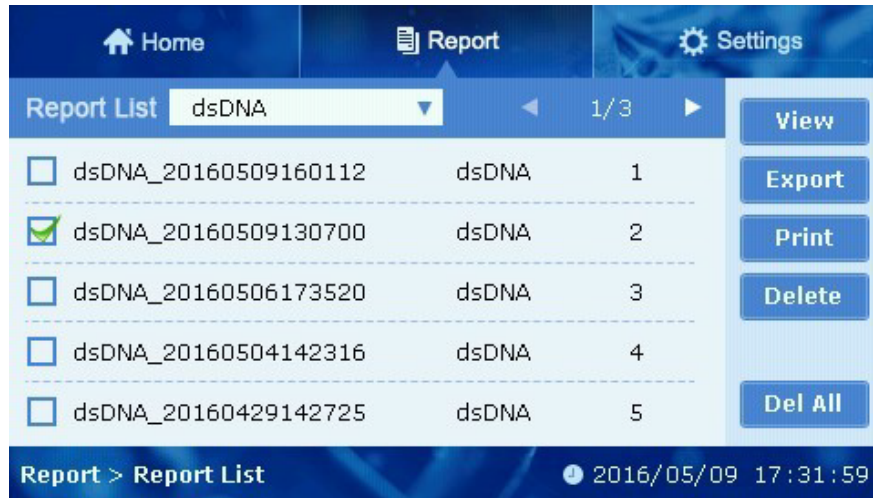 Home Report Settings
Report List dsDNA 1/3 View
dsDNA_20160509160112 dsDNA 1 Export
dsDNA_20160509130700 dsDNA 2 Print
dsDNA_20160506173520 dsDNA 3 Delete
dsDNA_20160504142316 dsDNA 4
dsDNA_20160429142725 dsDNA 5 Del All
Report > Report List 2016/05/09 17:31:59